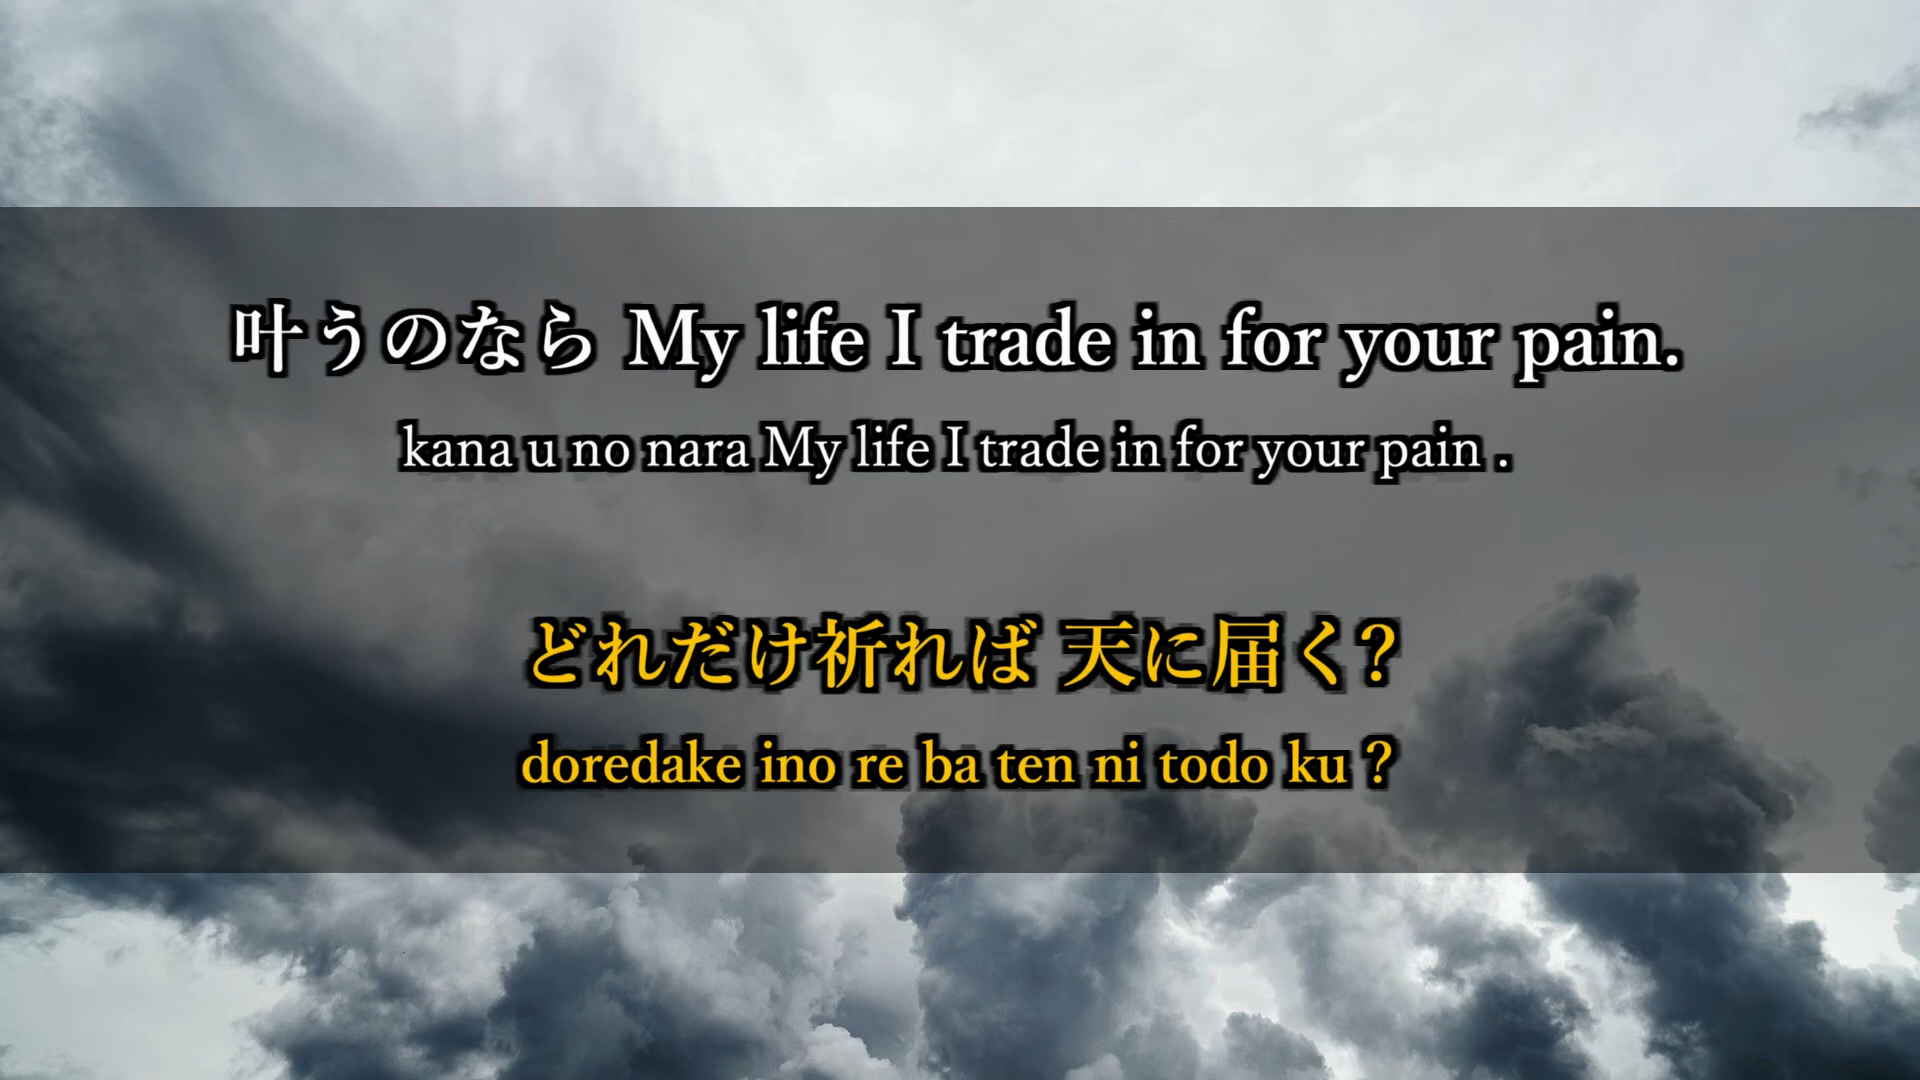 叶うのなら My life I trade in for your pain.
kana u no nara My life I trade in for your pain .
どれだけ祈れば 天に届く?
doredake ino re ba ten ni todo ku ?